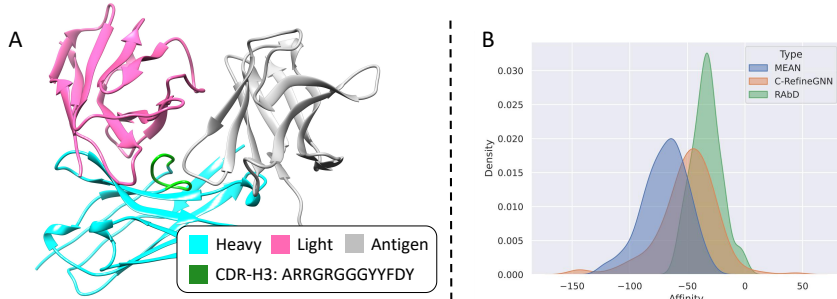 A
Heavy Light Antigen
CDR-H3: ARRGRGGGYYFDY
B
Type
MEAN
C-RefineGNN
RAbD
Density
0.030
0.025
0.020
0.015
0.010
0.005
0.000
−150 −100 −50 0 50
Affinity